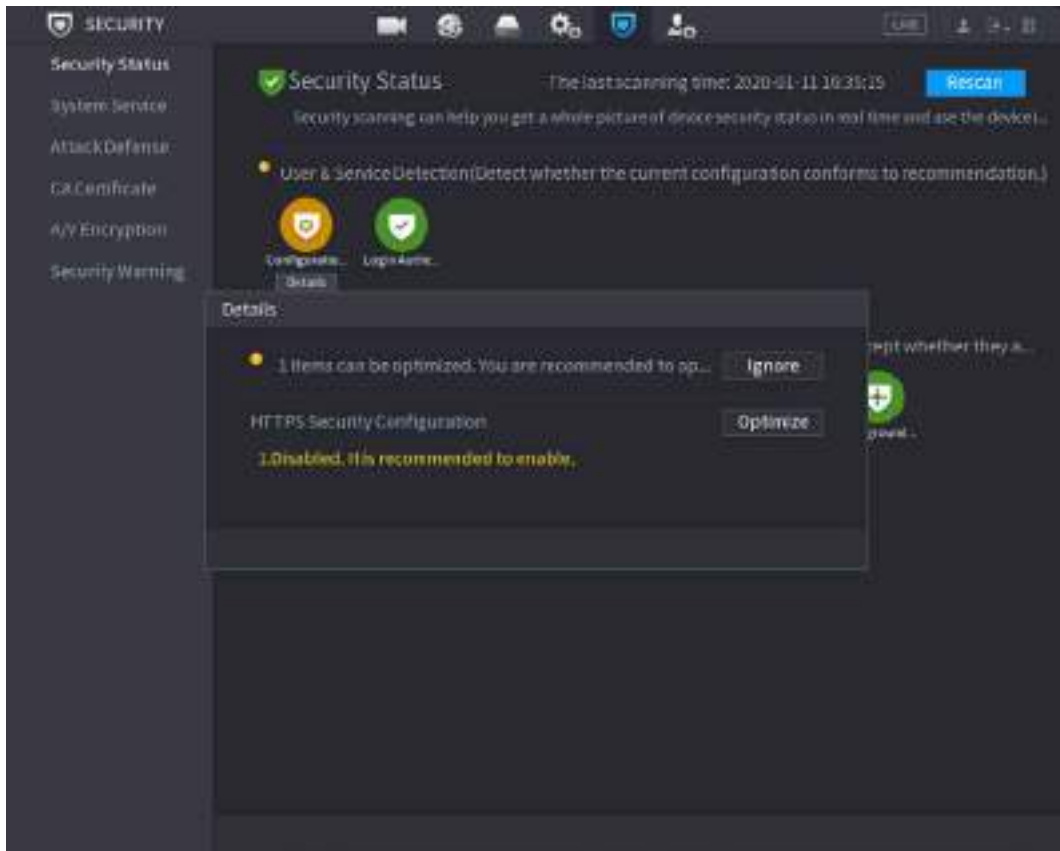 SECURITY
LIVE
Security Status
System Service
Attack Defense
CA Certificate
A/V Encryption
Security Warning
Security Status
The last scanning time: 2020-01-11 16:35:15
Rescan
Security scanning can help you get a whole picture of device security status in real time and use the device i...
User & Service Detection(Detect whether the current configuration conforms to recommendation.)
Configuratio...
Login Authe...
Details
Details
1 items can be optimized. You are recommended to op...
Ignore
HTTPS Security Configuration
Optimize
1.Disabled. It is recommended to enable.
whether they a...